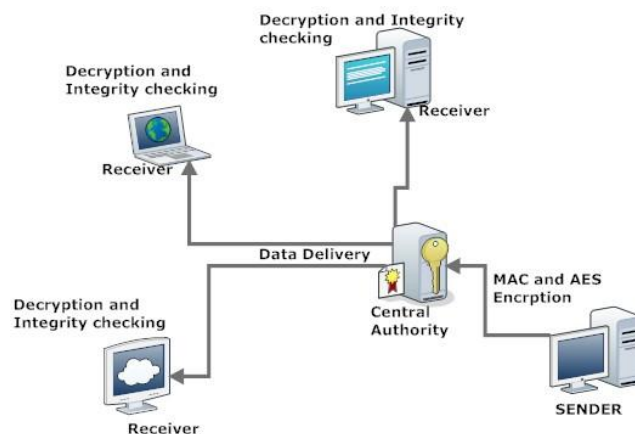 Decryption and Integrity
checking
Receiver
Decryption and
Integrity checking
Receiver
Data Delivery
Central
Authority
MAC and AES
Encrption
Decryption and
Integrity checking
Receiver
SENDER